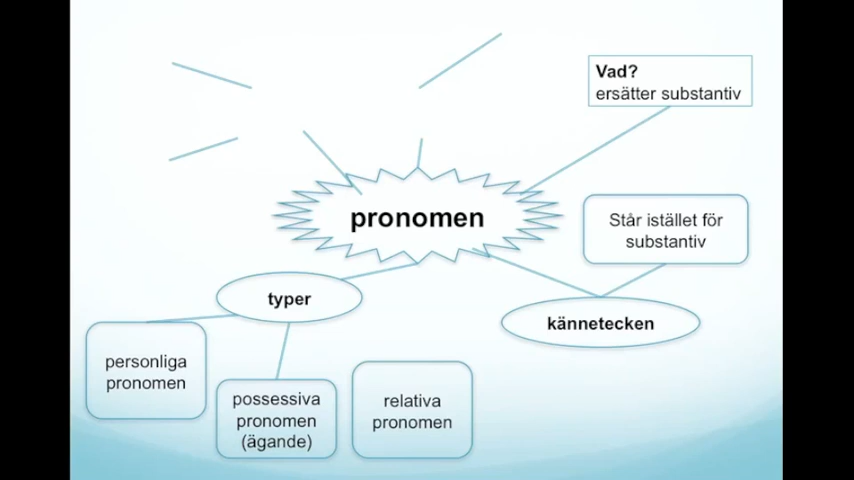 Vad?
ersätter substantiv
pronomen
Står istället för
substantiv
typer
kännetecken
personliga
pronomen
possessiva
pronomen
(ägande)
relativa
pronomen